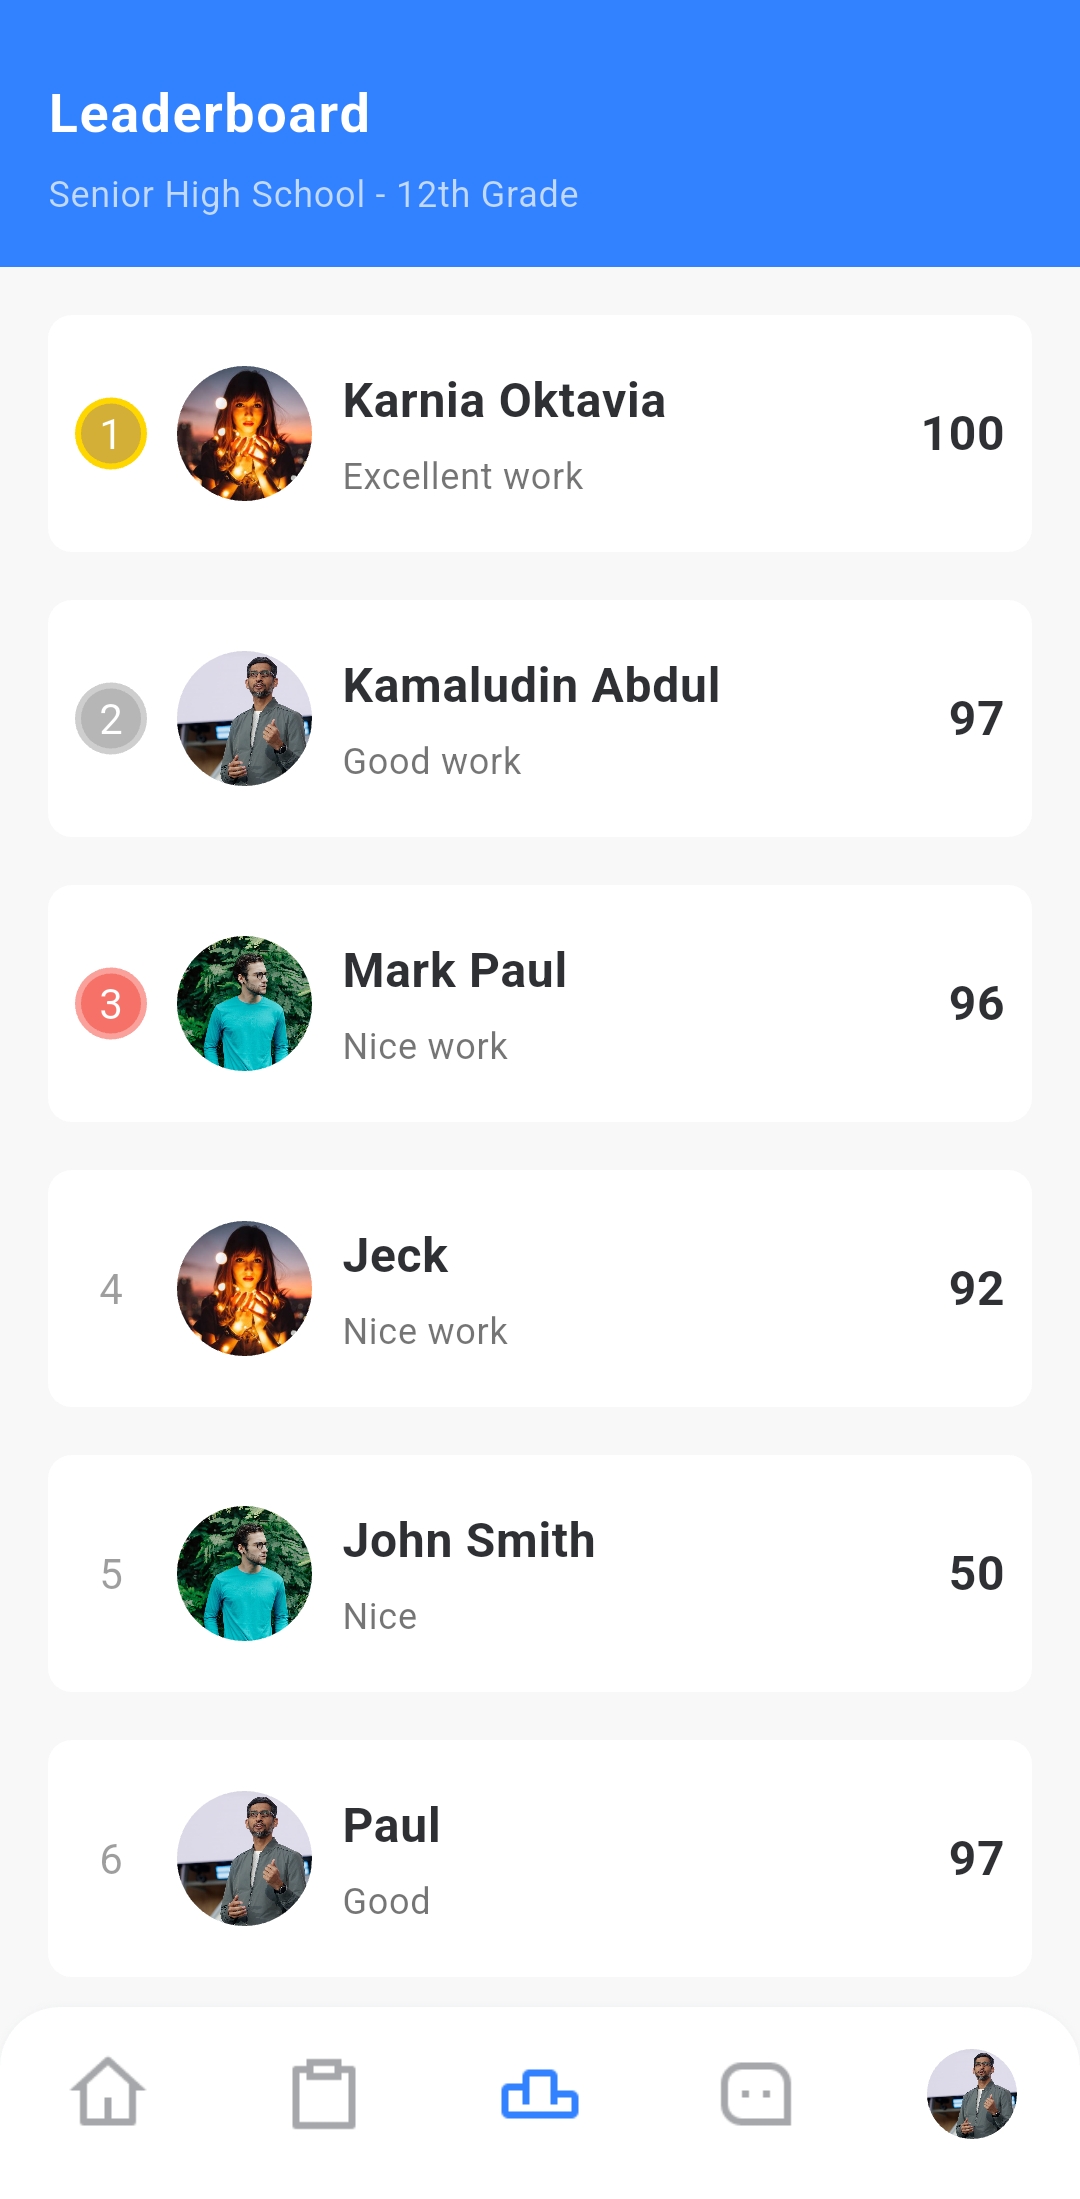 Leaderboard
Senior High School - 12th Grade
1
Karnia Oktavia
Excellent work
100
2
Kamaludin Abdul
Good work
97
3
Mark Paul
Nice work
96
4
Jeck
Nice work
92
5
John Smith
Nice
50
6
Paul
Good
97